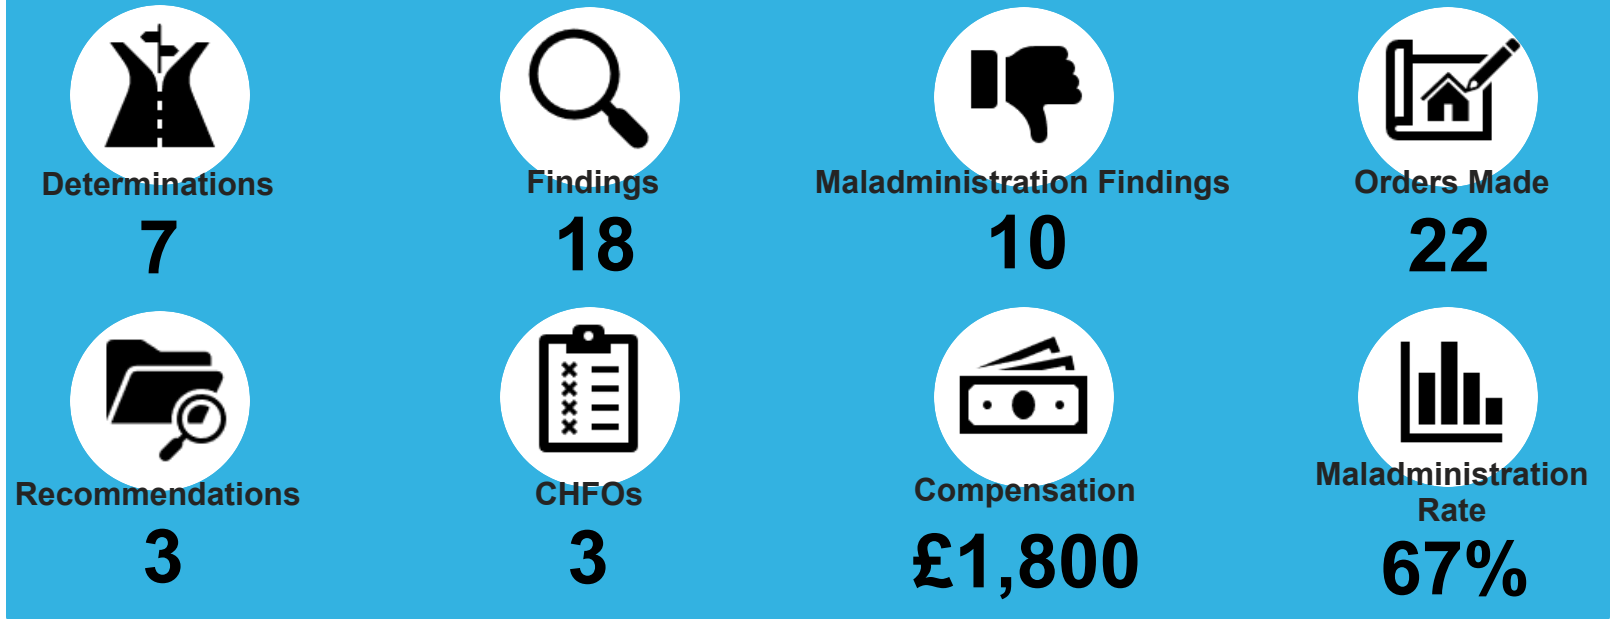 Determinations
7
Findings
18
Maladministration Findings
10
Orders Made
22
Recommendations
3
CHFOs
3
Compensation
£1,800
Maladministration
Rate
67%